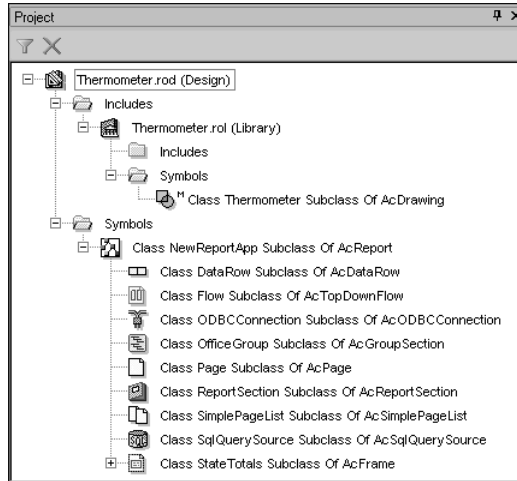 Project
Thermometer.rod (Design)
Includes
Thermometer.rol (Library)
Includes
Symbols
M Class Thermometer Subclass Of AcDrawing
Symbols
Class NewReportApp Subclass Of AcReport
Class DataRow Subclass Of AcDataRow
Class Flow Subclass Of AcTopDownFlow
Class ODBCConnection Subclass Of AcODBCConnection
Class OfficeGroup Subclass Of AcGroupSection
Class Page Subclass Of AcPage
Class ReportSection Subclass Of AcReportSection
Class SimplePageList Subclass Of AcSimplePageList
SQL Class SqlQuerySource Subclass Of AcSqlQuerySource
Class StateTotals Subclass Of AcFrame